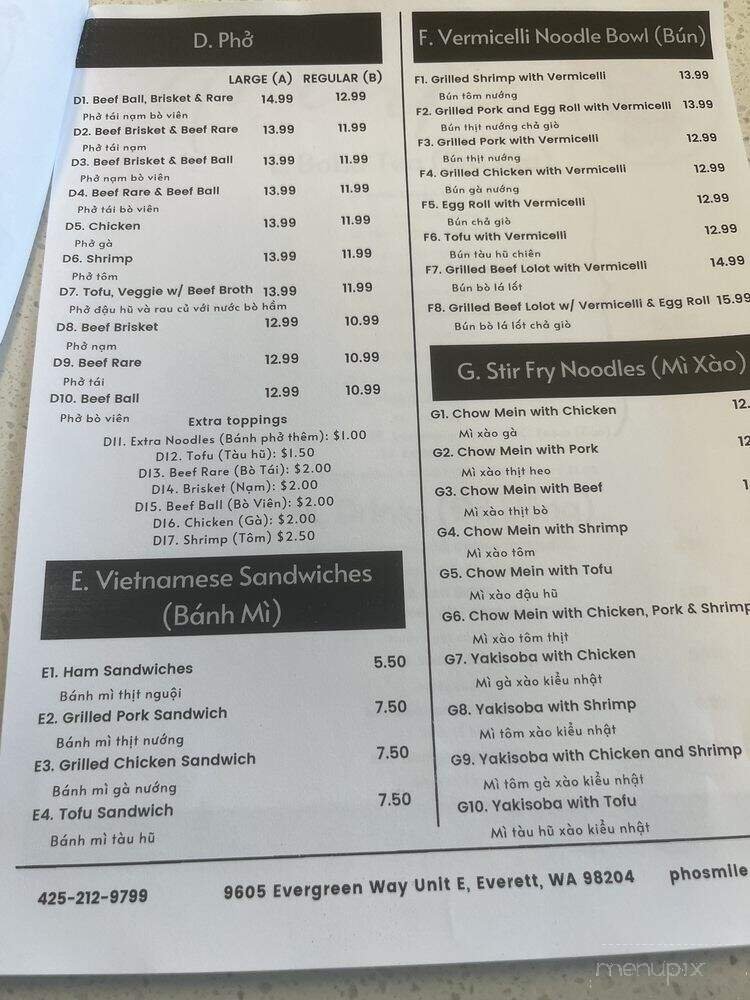 D. Phở
LARGE (A) REGULAR (B)
D1. Beef Ball, Brisket & Rare 14.99 12.99
Phở tái nạm bò viên
D2. Beef Brisket & Beef Rare 13.99 11.99
Phở tái nạm
D3. Beef Brisket & Beef Ball 13.99 11.99
Phở nạm bò viên
D4. Beef Rare & Beef Ball 13.99 11.99
Phở tái bò viên
D5. Chicken 13.99 11.99
Phở gà
D6. Shrimp 13.99 11.99
Phở tôm
D7. Tofu, Veggie w/ Beef Broth 13.99 11.99
Phở đậu hũ và rau củ với nước bò hầm
D8. Beef Brisket 12.99 10.99
Phở nạm
D9. Beef Rare 12.99 10.99
Phở tái
D10. Beef Ball 12.99 10.99
Phở bò viên
Extra toppings
D11. Extra Noodles (Bánh phở thêm): $1.00
D12. Tofu (Tàu hũ): $1.50
D13. Beef Rare (Bò Tái): $2.00
D14. Brisket (Nạm): $2.00
D15. Beef Ball (Bò Viên): $2.00
D16. Chicken (Gà): $2.00
D17. Shrimp (Tôm) $2.50
E. Vietnamese Sandwiches
(Bánh Mì)
E1. Ham Sandwiches 5.50
Bánh mì thịt nguội
E2. Grilled Pork Sandwich 7.50
Bánh mì thịt nướng
E3. Grilled Chicken Sandwich 7.50
Bánh mì gà nướng
E4. Tofu Sandwich 7.50
Bánh mì tàu hũ
F. Vermicelli Noodle Bowl (Bún)
F1. Grilled Shrimp with Vermicelli 13.99
Bún tôm nướng
F2. Grilled Pork and Egg Roll with Vermicelli 13.99
Bún thịt nướng chả giò
F3. Grilled Pork with Vermicelli 12.99
Bún thịt nướng
F4. Grilled Chicken with Vermicelli 12.99
Bún gà nướng
F5. Egg Roll with Vermicelli 12.99
Bún chả giò
F6. Tofu with Vermicelli 12.99
Bún tàu hũ chiên
F7. Grilled Beef Lolot with Vermicelli 14.99
Bún bò lá lốt
F8. Grilled Beef Lolot w/ Vermicelli & Egg Roll 15.99
Bún bò lá lốt chả giò
G. Stir Fry Noodles (Mì Xào)
G1. Chow Mein with Chicken 12.
Mì xào gà
G2. Chow Mein with Pork 12
Mì xào thịt heo
G3. Chow Mein with Beef 1
Mì xào thịt bò
G4. Chow Mein with Shrimp
Mì xào tôm
G5. Chow Mein with Tofu
Mì xào đậu hũ
G6. Chow Mein with Chicken, Pork & Shrimp
Mì xào tôm thịt
G7. Yakisoba with Chicken
Mì gà xào kiểu nhật
G8. Yakisoba with Shrimp
Mì tôm xào kiểu nhật
G9. Yakisoba with Chicken and Shrimp
Mì tôm gà xào kiểu nhật
G10. Yakisoba with Tofu
Mì tàu hũ xào kiểu nhật
425-212-9799 9605 Evergreen Way Unit E, Everett, WA 98204 phosmile
menupix